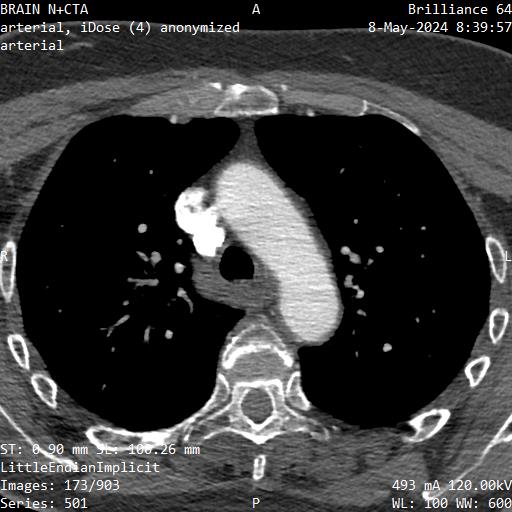 BRAIN N+CTA
A
Brilliance 64
arterial, iDose (4) anonymized
8-May-2024 8:39:57
arterial
R
L
ST: 0.90 mm SL: 100.26 mm
LittleEndianImplicit
Images: 173/903
493 mA 120.00kV
Series: 501
P
WL: 100 WW: 600